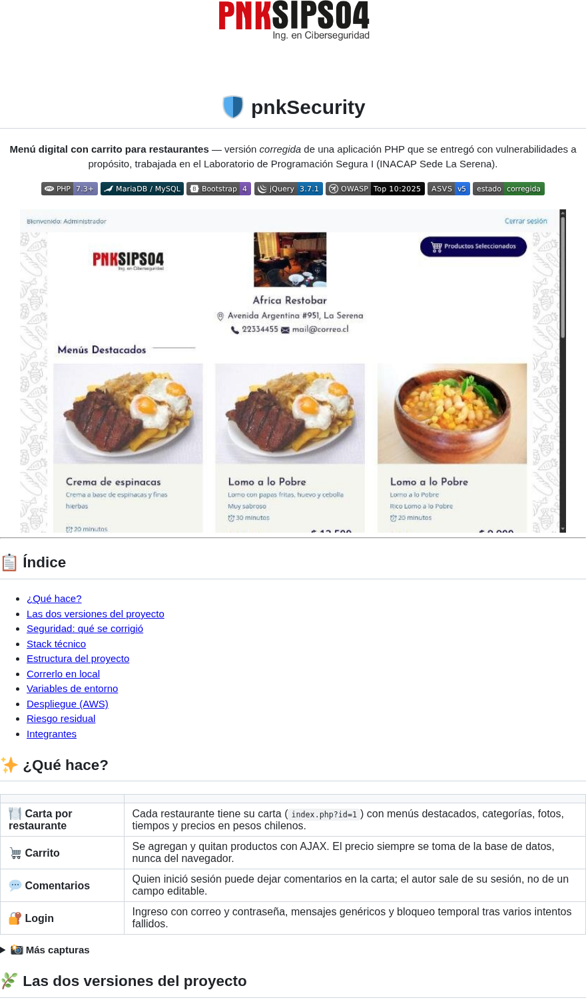 PNKSIPS04
Ing. en Ciberseguridad
pnkSecurity
Menú digital con carrito para restaurantes — versión corregida de una aplicación PHP que se entregó con vulnerabilidades a
propósito, trabajada en el Laboratorio de Programación Segura I (INACAP Sede La Serena).
php PHP 7.3+ MariaDB / MySQL B Bootstrap 4 jQuery 3.7.1 OWASP Top 10:2025 ASVS v5 estado corregida
Bienvenido: Administrador
Cerrar sesión
PNKSIPS04
Ing. en Ciberseguridad
Productos Seleccionados
Africa Restobar
Avenida Argentina #951, La Serena
22334455 mail@correo.cl
Menús Destacados
Crema de espinacas
Crema a base de espinacas y finas
hierbas
20 minutos
Lomo a lo Pobre
Lomo con papas fritas, huevo y cebolla
Muy sabroso
30 minutos
Lomo a lo Pobre
Lomo a lo Pobre
Rico Lomo a lo Pobre
20 minutos
Índice
¿Qué hace?
Las dos versiones del proyecto
Seguridad: qué se corrigió
Stack técnico
Estructura del proyecto
Correrlo en local
Variables de entorno
Despliegue (AWS)
Riesgo residual
Integrantes
¿Qué hace?
Carta por
restaurante
Cada restaurante tiene su carta ( index.php?id=1 ) con menús destacados, categorías, fotos,
tiempos y precios en pesos chilenos.
Carrito
Se agregan y quitan productos con AJAX. El precio siempre se toma de la base de datos,
nunca del navegador.
Comentarios
Quien inició sesión puede dejar comentarios en la carta; el autor sale de su sesión, no de un
campo editable.
Login
Ingreso con correo y contraseña, mensajes genéricos y bloqueo temporal tras varios intentos
fallidos.
Más capturas
Las dos versiones del proyecto